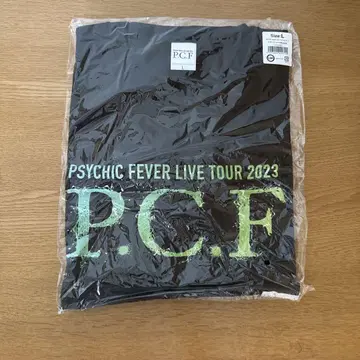 Size L
P.C.F
PSYCHIC FEVER LIVE TOUR 2023
P.C.F